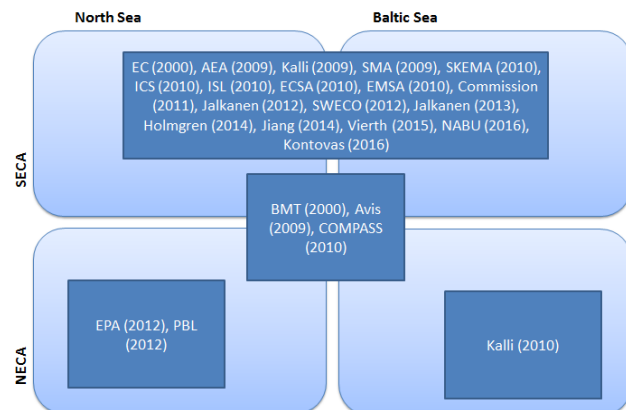 North Sea
Baltic Sea
EC (2000), AEA (2009), Kalli (2009), SMA (2009), SKEMA (2010),
ICS (2010), ISL (2010), ECSA (2010), EMSA (2010), Commission
(2011), Jalkanen (2012), SWECO (2012), Jalkanen (2013),
Holmgren (2014), Jiang (2014), Vierth (2015), NABU (2016),
Kontovas (2016)
SECA
BMT (2000), Avis
(2009), COMPASS
(2010)
EPA (2012), PBL
(2012)
Kalli (2010)
NECA